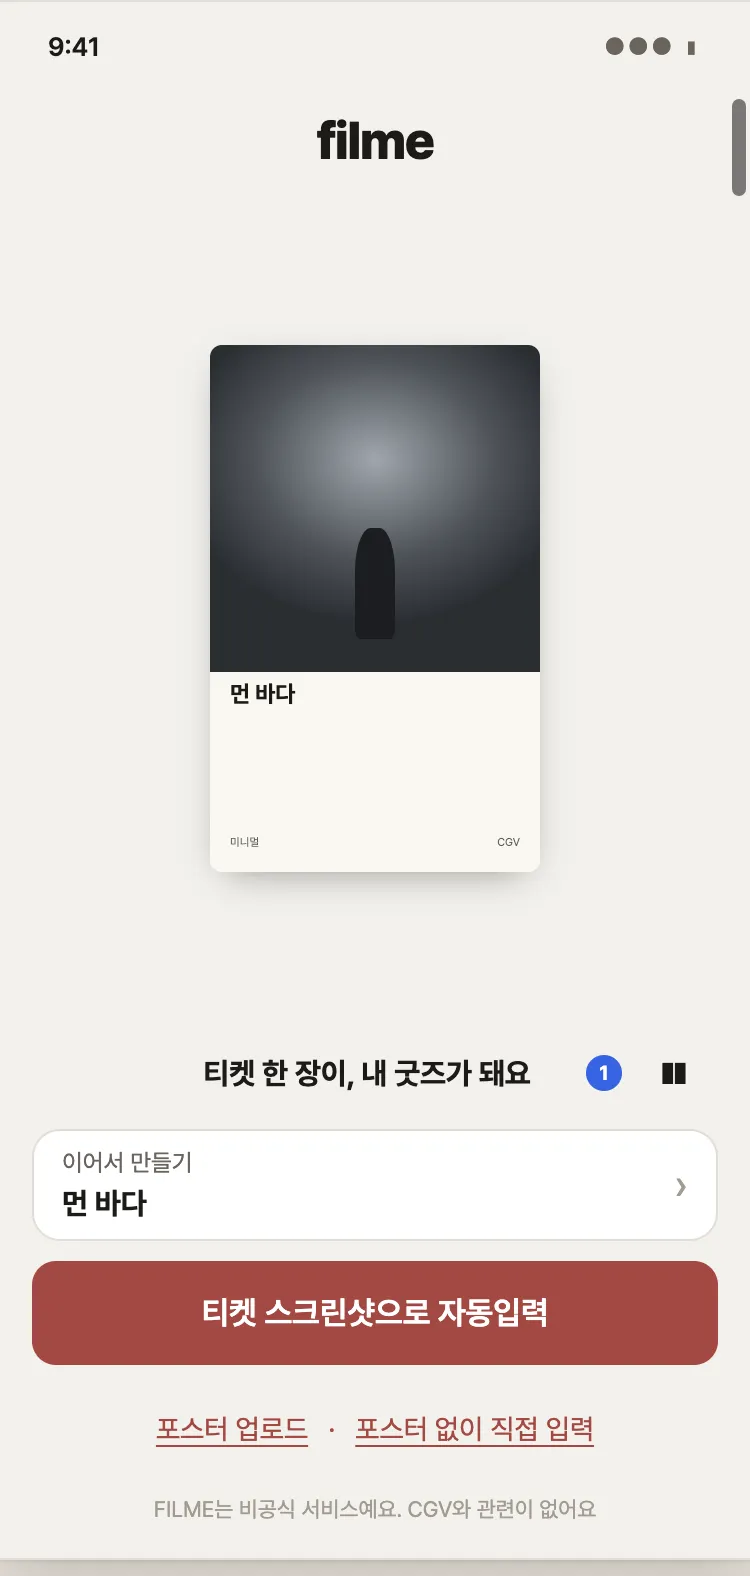 9:41
filme
먼 바다
미니멀 CGV
티켓 한 장이, 내 굿즈가 돼요 1
이어서 만들기
먼 바다
티켓 스크린샷으로 자동입력
포스터 업로드 · 포스터 없이 직접 입력
FILME는 비공식 서비스예요. CGV와 관련이 없어요